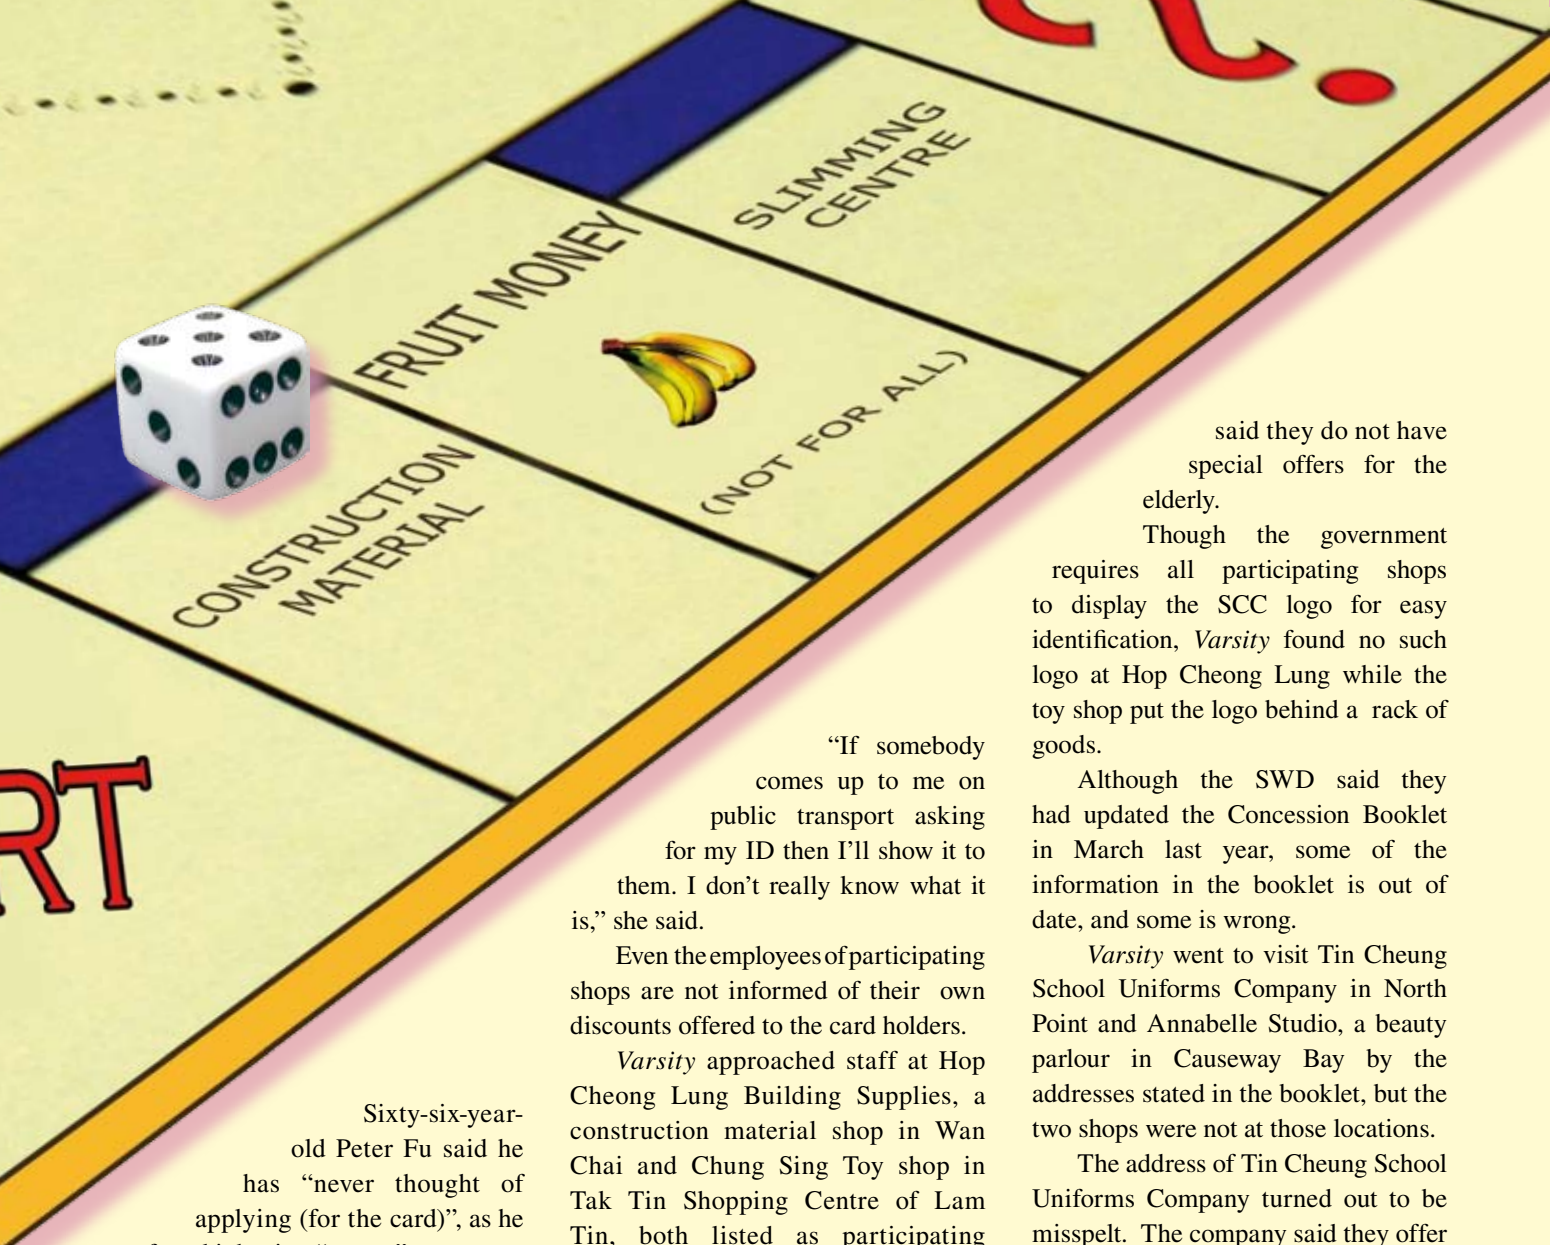 SLIMMING
CENTRE
FRUIT MONEY
(NOT FOR ALL)
CONSTRUCTION
MATERIAL
RT
Sixty-six-year-
old Peter Fu said he
has “never thought of
applying (for the card)”, as he
“If somebody
comes up to me on
public transport asking
for my ID then I’ll show it to
them. I don’t really know what it
is,” she said.
Even the employees of participating
shops are not informed of their own
discounts offered to the card holders.
Varsity approached staff at Hop
Cheong Lung Building Supplies, a
construction material shop in Wan
Chai and Chung Sing Toy shop in
Tak Tin Shopping Centre of Lam
Tin, both listed as participating
said they do not have
special offers for the
elderly.
Though the government
requires all participating shops
to display the SCC logo for easy
identification, Varsity found no such
logo at Hop Cheong Lung while the
toy shop put the logo behind a rack of
goods.
Although the SWD said they
had updated the Concession Booklet
in March last year, some of the
information in the booklet is out of
date, and some is wrong.
Varsity went to visit Tin Cheung
School Uniforms Company in North
Point and Annabelle Studio, a beauty
parlour in Causeway Bay by the
addresses stated in the booklet, but the
two shops were not at those locations.
The address of Tin Cheung School
Uniforms Company turned out to be
misspelt. The company said they offer